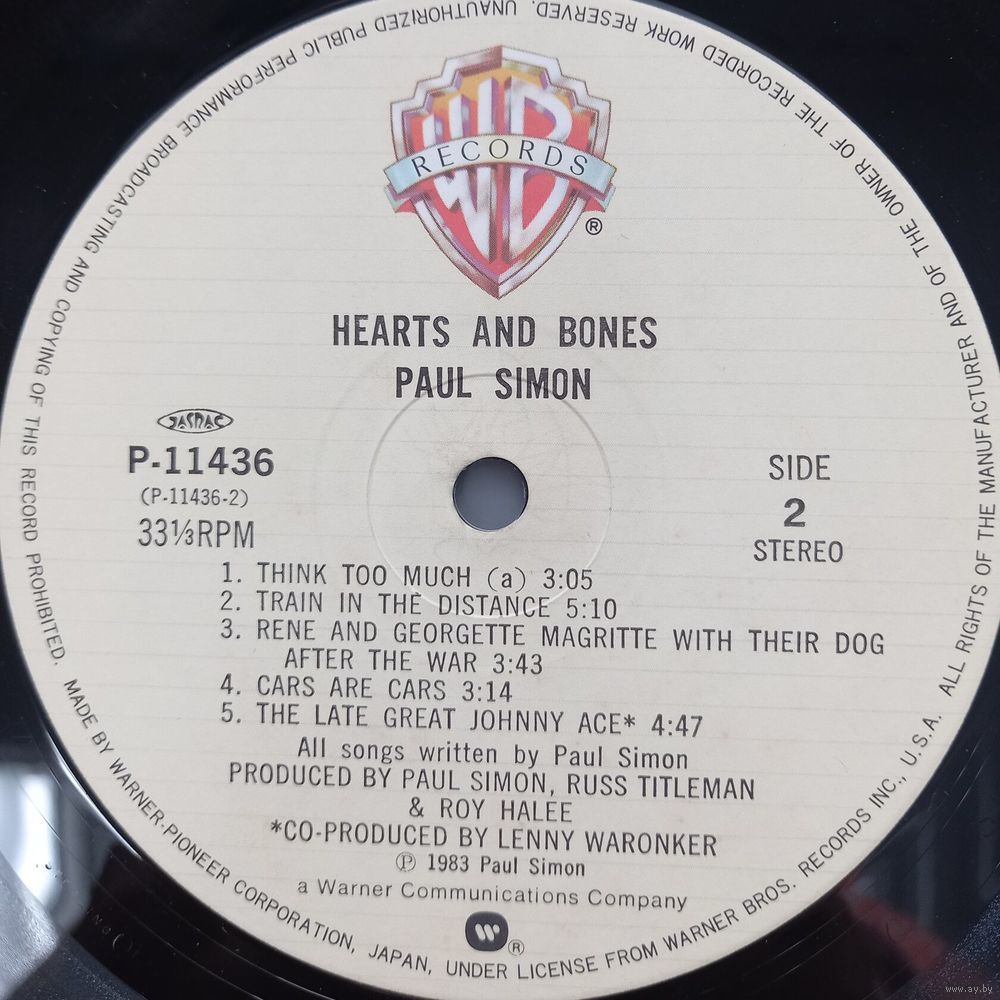 WB
RECORDS
®
HEARTS AND BONES
PAUL SIMON
JASRAC
P-11436
(P-11436-2)
33⅓RPM
SIDE
2
STEREO
1. THINK TOO MUCH (a) 3:05
2. TRAIN IN THE DISTANCE 5:10
3. RENE AND GEORGETTE MAGRITTE WITH THEIR DOG
AFTER THE WAR 3:43
4. CARS ARE CARS 3:14
5. THE LATE GREAT JOHNNY ACE* 4:47
All songs written by Paul Simon
PRODUCED BY PAUL SIMON, RUSS TITLEMAN
& ROY HALEE
*CO-PRODUCED BY LENNY WARONKER
℗ 1983 Paul Simon
a Warner Communications Company
W ®
ALL RIGHTS OF THE MANUFACTURER AND OF THE OWNER OF THE RECORDED WORK RESERVED. UNAUTHORIZED PUBLIC PERFORMANCE BROADCASTING AND COPYING OF THIS RECORD PROHIBITED.
MADE BY WARNER-PIONEER CORPORATION, JAPAN, UNDER LICENSE FROM WARNER BROS. RECORDS INC., U.S.A.
www.ay.by